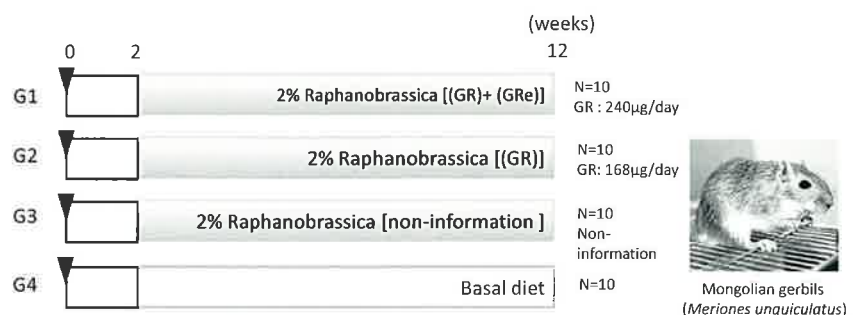 (weeks)
0 2 12
G1 2% Raphanobrassica [(GR)+ (GRe)] N=10
GR : 240μg/day
G2 2% Raphanobrassica [(GR)] N=10
GR: 168μg/day
G3 2% Raphanobrassica [non-information ] N=10
Non-
information
G4 Basal diet N=10
Mongolian gerbils
(Meriones unguiculatus)